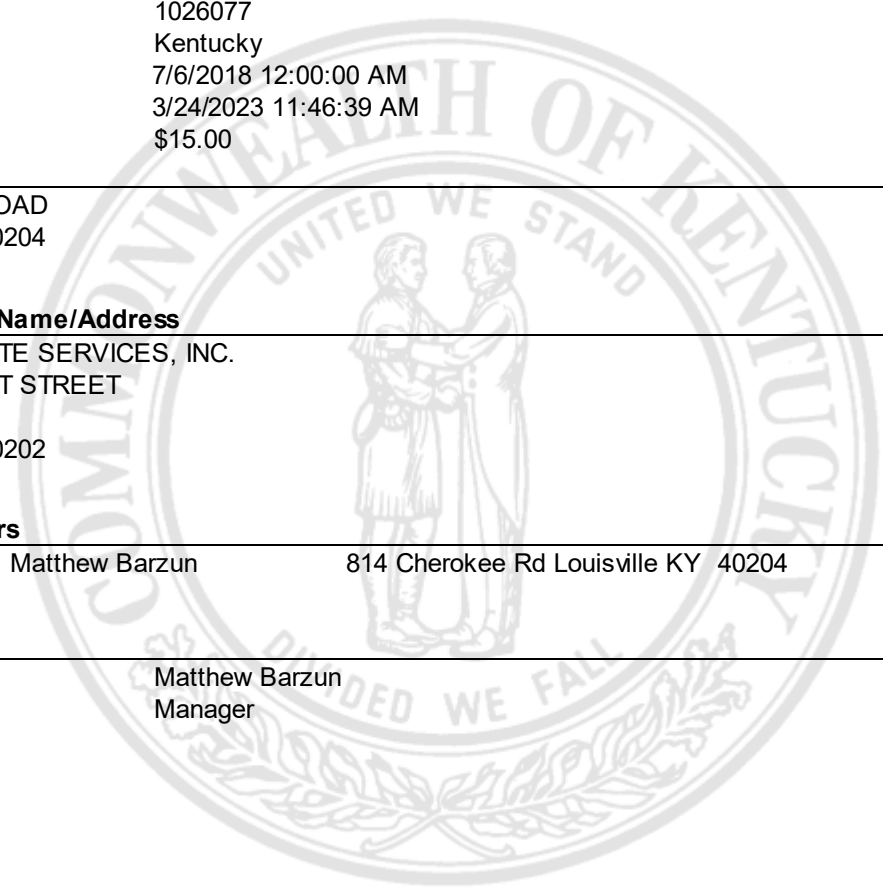 1026077
Kentucky
7/6/2018 12:00:00 AM
3/24/2023 11:46:39 AM
$15.00
OAD
0204
Name/Address
TE SERVICES, INC.
T STREET
0202
rs
Matthew Barzun 814 Cherokee Rd Louisville KY 40204
Matthew Barzun
Manager
COMMONWEALTH OF KENTUCKY
UNITED WE STAND
DIVIDED WE FALL